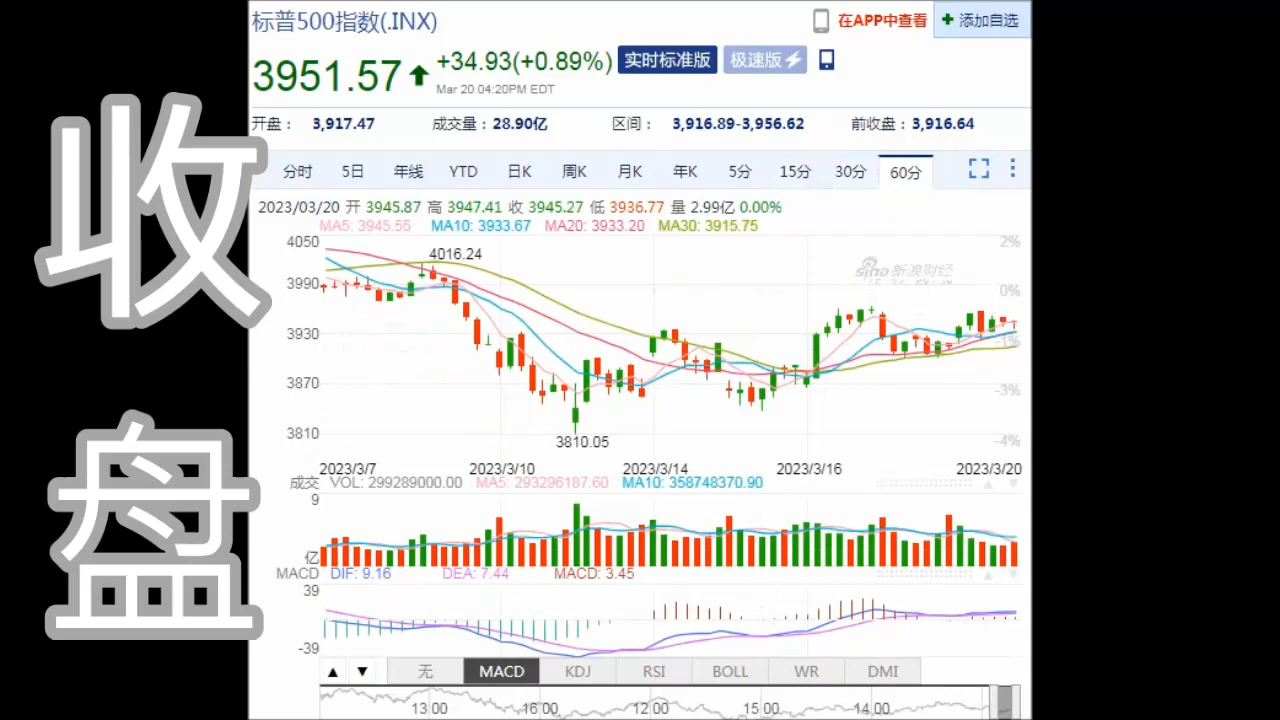 收
盘
标普500指数(.INX)
在APP中查看
+ 添加自选
3951.57
+34.93(+0.89%)
实时标准版
极速版
Mar 20 04:20PM EDT
开盘： 3,917.47 成交量：28.90亿 区间： 3,916.89-3,956.62 前收盘：3,916.64
分时 5日 年线 YTD 日K 周K 月K 年K 5分 15分 30分 60分
2023/03/20 开 3945.87 高 3947.41 收 3945.27 低 3936.77 量 2.99亿 0.00%
MA5: 3945.55 MA10: 3933.67 MA20: 3933.20 MA30: 3915.75
4050 2%
4016.24
sina 新浪财经
3990 0%
3930 -1%
3870 -3%
3810 -4%
3810.05
2023/3/7 2023/3/10 2023/3/14 2023/3/16 2023/3/20
成交 VOL: 299289000.00 MA5: 293296187.60 MA10: 358748370.90
9
亿
MACD DIF: 9.16 DEA: 7.44 MACD: 3.45
39
-39
▲ ▼ 无 MACD KDJ RSI BOLL WR DMI
13:00 16:00 12:00 15:00 14:00